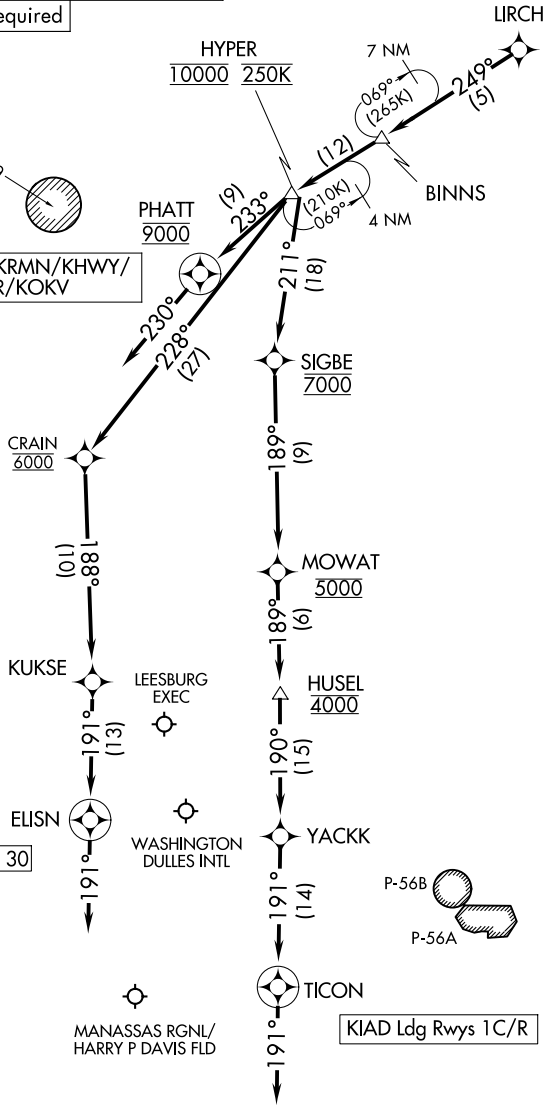 equired
LIRCH
HYPER
10000 250K
7 NM
069°
(265K)
249°
(5)
(12)
BINNS
(9)
233°
(210K)
069°
4 NM
PHATT
9000
KRMN/KHWY/
R/KOKV
211°
(18)
230°
228°
(27)
SIGBE
7000
CRAIN
6000
189°
(9)
188°
(10)
MOWAT
5000
189°
(6)
KUKSE
LEESBURG
EXEC
HUSEL
4000
191°
(13)
190°
(15)
ELISN
WASHINGTON
DULLES INTL
YACKK
30
191°
191°
(14)
P-56B
P-56A
TICON
MANASSAS RGNL/
HARRY P DAVIS FLD
KIAD Ldg Rwys 1C/R
191°